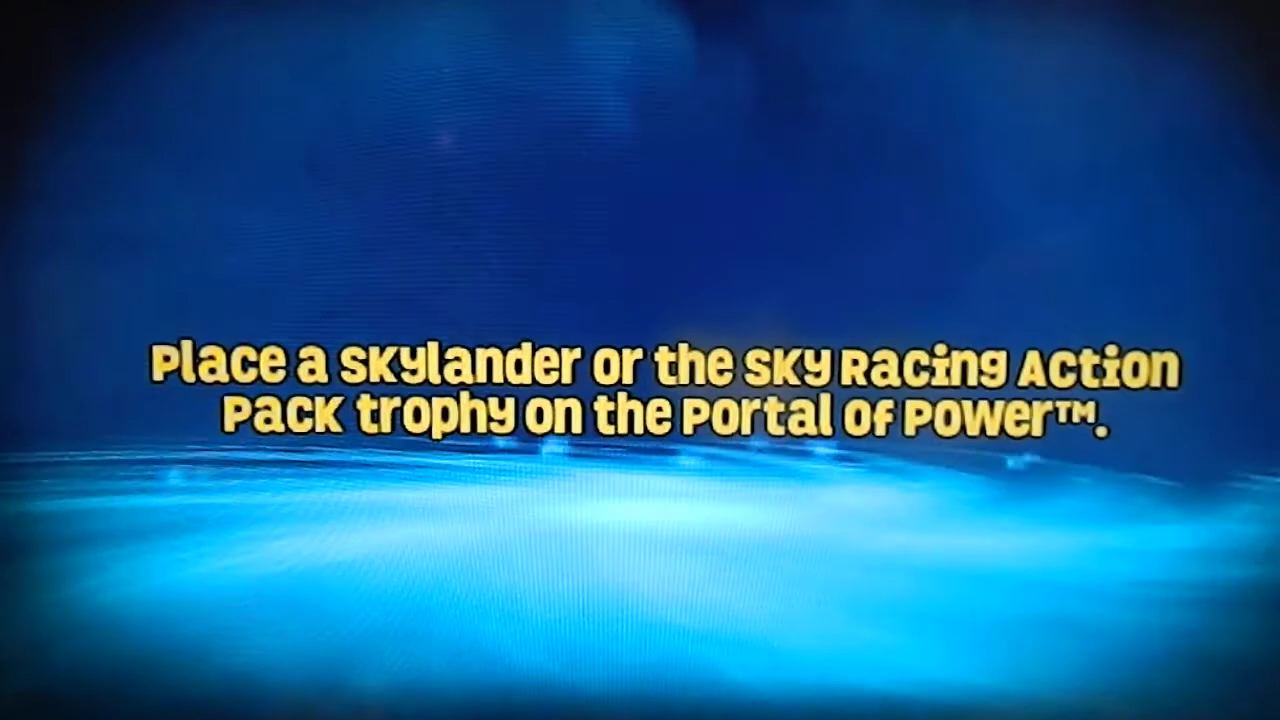 Place a Skylander or the Sky Racing Action
Pack trophy on the Portal of Power™.